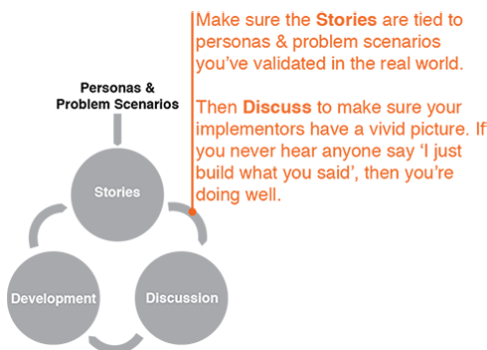 Make sure the Stories are tied to
personas & problem scenarios
you’ve validated in the real world.
Then Discuss to make sure your
implementors have a vivid picture. If
you never hear anyone say ‘I just
build what you said’, then you’re
doing well.
Personas &
Problem Scenarios
Stories
Development
Discussion